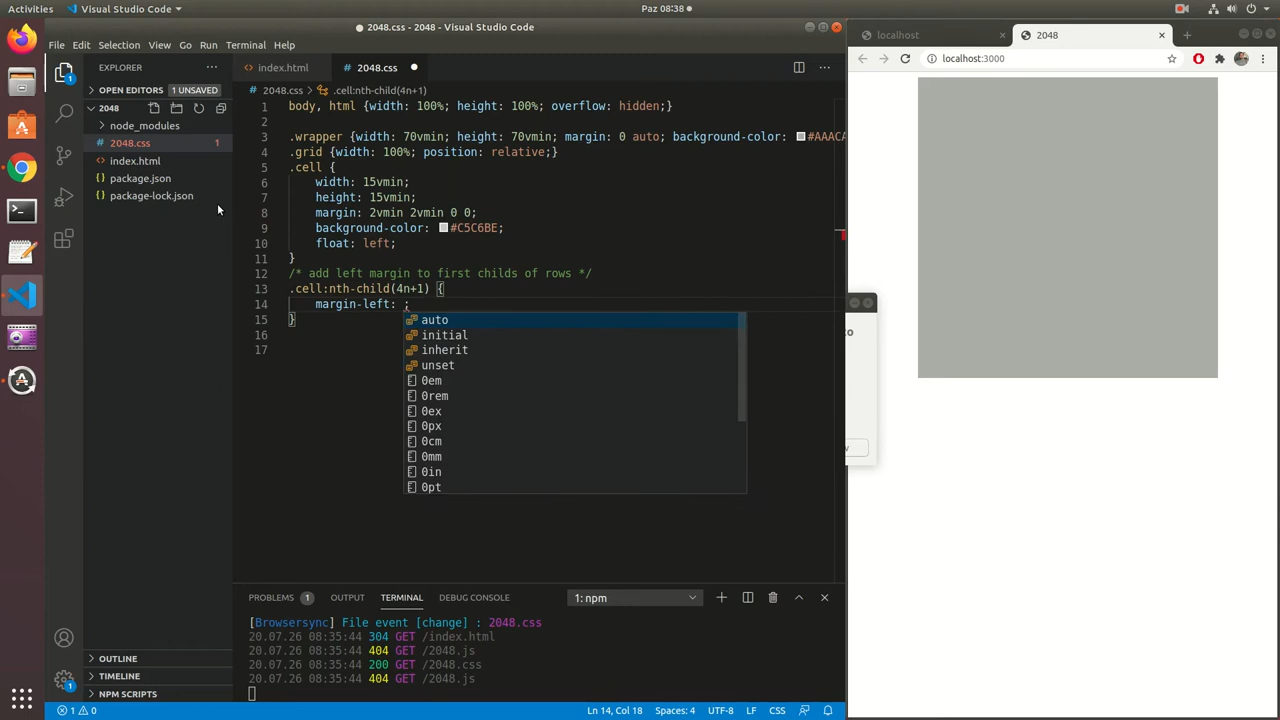 Activities
Visual Studio Code
Paz 08:38
2048.css - 2048 - Visual Studio Code
File Edit Selection View Go Run Terminal Help
localhost
2048
localhost:3000
EXPLORER
index.html
2048.css
OPEN EDITORS 1 UNSAVED
2048.css > .cell:nth-child(4n+1)
2048
node_modules
2048.css 1
index.html
package.json
package-lock.json
1 body, html {width: 100%; height: 100%; overflow: hidden;}
2
3 .wrapper {width: 70vmin; height: 70vmin; margin: 0 auto; background-color: #AAACA
4 .grid {width: 100%; position: relative;}
5 .cell {
6 width: 15vmin;
7 height: 15vmin;
8 margin: 2vmin 2vmin 0 0;
9 background-color: #C5C6BE;
10 float: left;
11 }
12 /* add left margin to first childs of rows */
13 .cell:nth-child(4n+1) {
14 margin-left: ;
15 }
16
17
auto
initial
inherit
unset
0em
0rem
0ex
0px
0cm
0mm
0in
0pt
PROBLEMS 1 OUTPUT TERMINAL DEBUG CONSOLE 1: npm
[Browsersync] File event [change] : 2048.css
20.07.26 08:35:44 304 GET /index.html
20.07.26 08:35:44 404 GET /2048.js
20.07.26 08:35:44 200 GET /2048.css
20.07.26 08:35:44 404 GET /2048.js
OUTLINE
TIMELINE
NPM SCRIPTS
1 0
Ln 14, Col 18 Spaces: 4 UTF-8 LF CSS